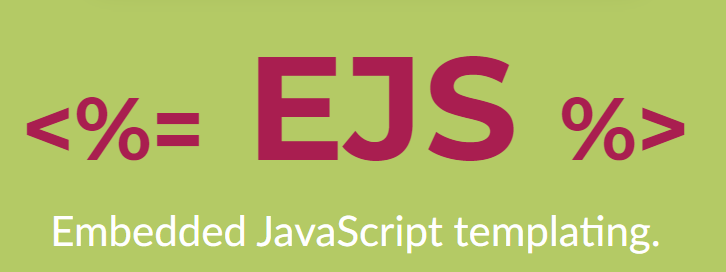 <%= EJS %>
Embedded JavaScript templating.